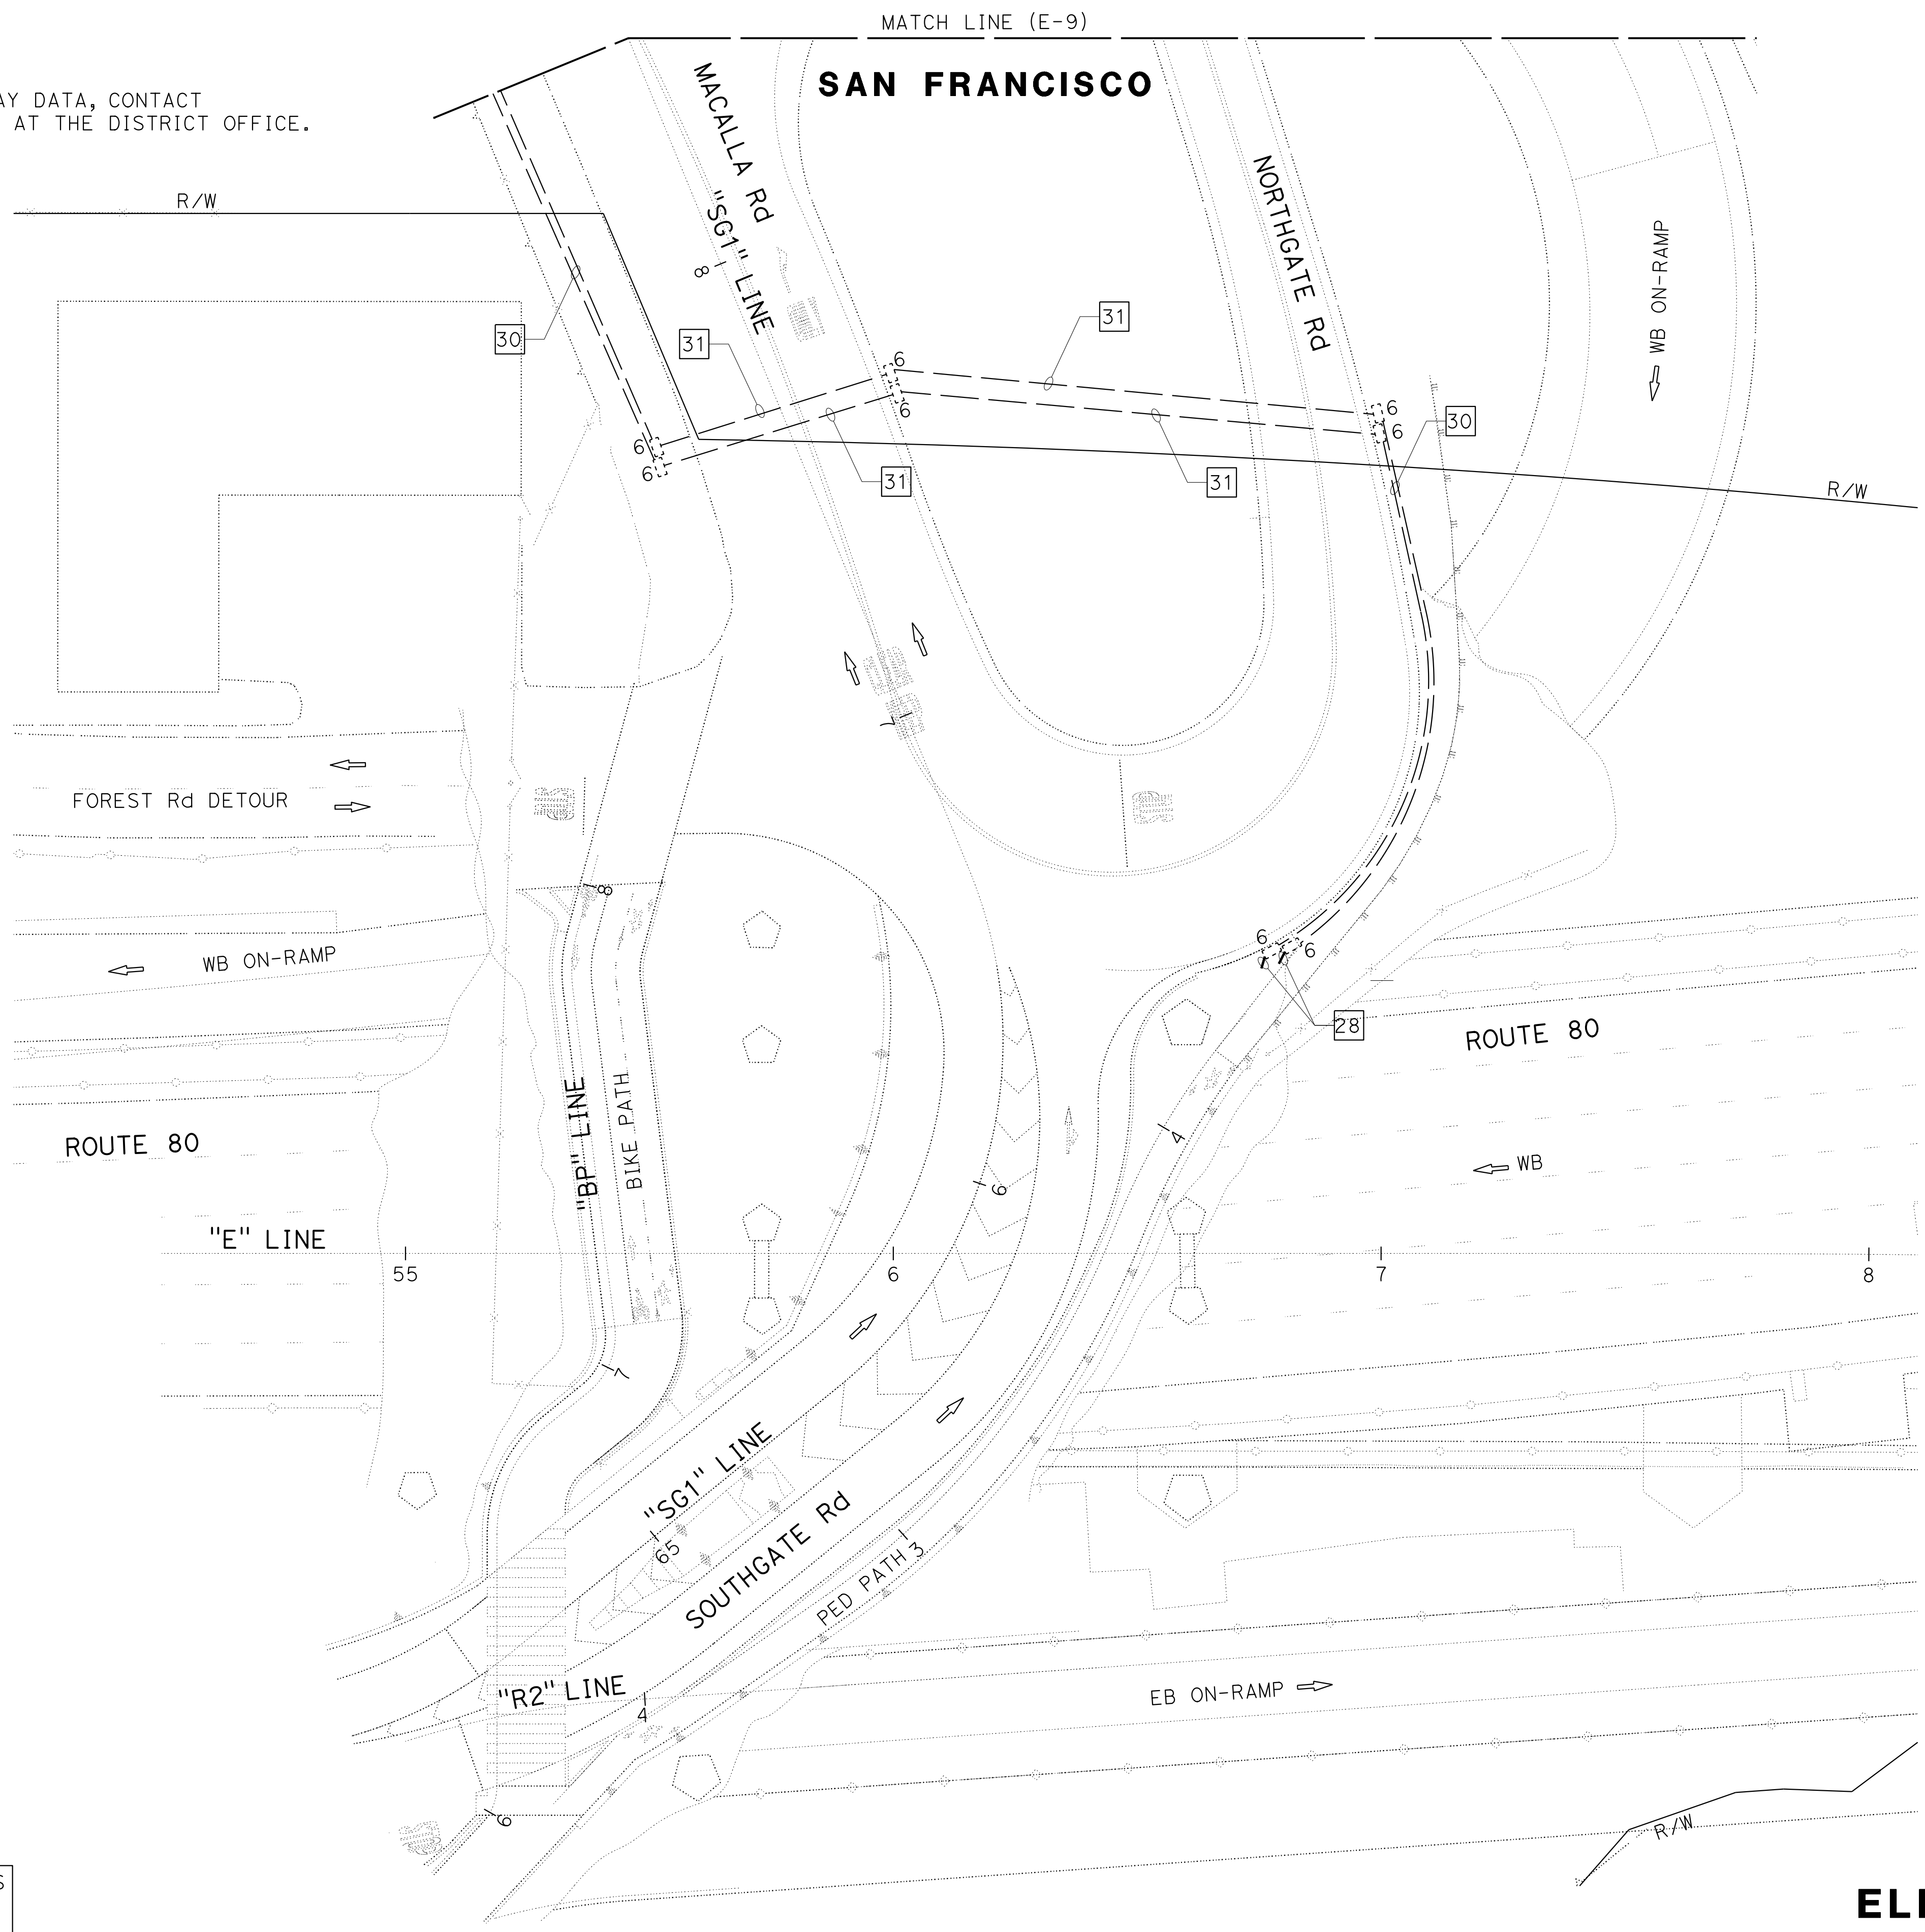 MATCH LINE (E-9)
SAN FRANCISCO
AY DATA, CONTACT
AT THE DISTRICT OFFICE.
R/W
MACALLA Rd
"SG1" LINE
8
NORTHGATE Rd
WB ON-RAMP
30
31
31
6
6
6
6
30
6
6
31
31
R/W
7
FOREST Rd DETOUR
8
WB ON-RAMP
6
6
28
ROUTE 80
ROUTE 80
"BP" LINE
BIKE PATH
4
WB
6
"E" LINE
55
6
7
8
7
"SG1" LINE
65
SOUTHGATE Rd
PED PATH 3
"R2" LINE
4
EB ON-RAMP
6
R/W
S
ELE